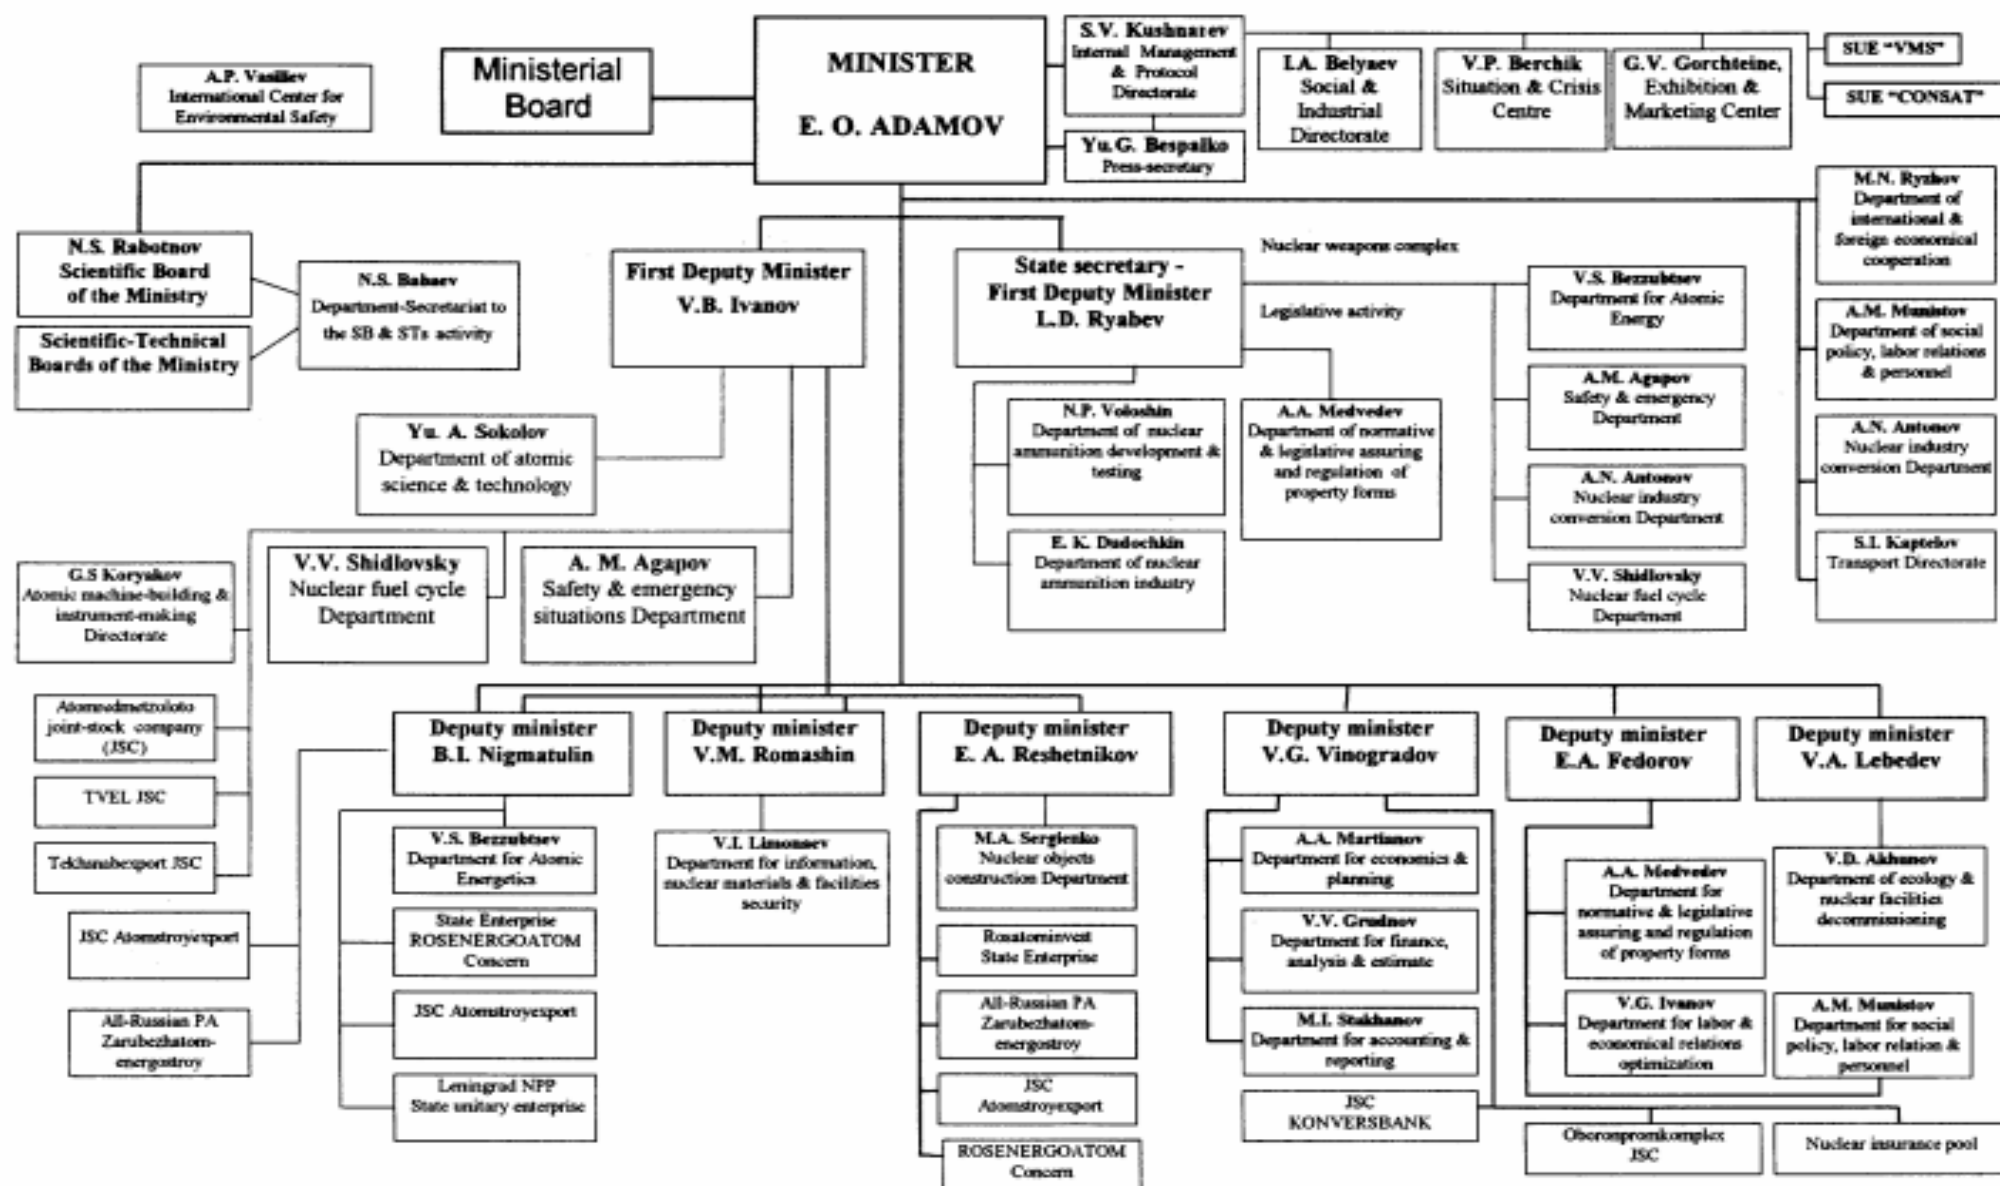 A.P. Vasiliev
International Center for
Environmental Safety
Ministerial
Board
MINISTER
E. O. ADAMOV
S.V. Kushnarev
Internal Management
& Protocol
Directorate
Yu.G. Bespalko
Press-secretary
I.A. Belyaev
Social &
Industrial
Directorate
V.P. Berchik
Situation & Crisis
Centre
G.V. Gorchteine,
Exhibition &
Marketing Center
SUE "VMS"
SUE "CONSAT"
N.S. Rabotnov
Scientific Board
of the Ministry
Scientific-Technical
Boards of the Ministry
N.S. Babaev
Department-Secretariat to
the SB & STs activity
First Deputy Minister
V.B. Ivanov
State secretary -
First Deputy Minister
L.D. Ryabev
Nuclear weapons complex
Legislative activity
V.S. Bezzubtsev
Department for Atomic
Energy
A.M. Agapov
Safety & emergency
Department
A.N. Antonov
Nuclear industry
conversion Department
V.V. Shidlovsky
Nuclear fuel cycle
Department
M.N. Ryzhov
Department of
international &
foreign economical
cooperation
A.M. Munistov
Department of social
policy, labor relations
& personnel
A.N. Antonov
Nuclear industry
conversion Department
S.I. Kaptelov
Transport Directorate
Yu. A. Sokolov
Department of atomic
science & technology
N.P. Voloshin
Department of nuclear
ammunition development &
testing
E. K. Dudochkin
Department of nuclear
ammunition industry
A.A. Medvedev
Department of normative
& legislative assuring
and regulation of
property forms
G.S Koryakov
Atomic machine-building &
instrument-making
Directorate
V.V. Shidlovsky
Nuclear fuel cycle
Department
A. M. Agapov
Safety & emergency
situations Department
Atomredmetzoloto
joint-stock company
(JSC)
TVEL JSC
Tekhsnabexport JSC
JSC Atomstroyexport
All-Russian PA
Zarubezhatom-
energostroy
Deputy minister
B.I. Nigmatulin
V.S. Bezzubtsev
Department for Atomic
Energetics
State Enterprise
ROSENERGOATOM
Concern
JSC Atomstroyexport
Leningrad NPP
State unitary enterprise
Deputy minister
V.M. Romashin
V.I. Limonaev
Department for information,
nuclear materials & facilities
security
Deputy minister
E. A. Reshetnikov
M.A. Sergienko
Nuclear objects
construction Department
Rosatominvest
State Enterprise
All-Russian PA
Zarubezhatom-
energostroy
JSC
Atomstroyexport
ROSENERGOATOM
Concern
Deputy minister
V.G. Vinogradov
A.A. Martianov
Department for economics &
planning
V.V. Grudnov
Department for finance,
analysis & estimate
M.I. Stakhanov
Department for accounting &
reporting
JSC
KONVERSBANK
Deputy minister
E.A. Fedorov
A.A. Medvedev
Department for
normative & legislative
assuring and regulation
of property forms
V.G. Ivanov
Department for labor &
economical relations
optimization
Oboronpromkomplex
JSC
Deputy minister
V.A. Lebedev
V.D. Akhunov
Department of ecology &
nuclear facilities
decommissioning
A.M. Munistov
Department for social
policy, labor relation &
personnel
Nuclear insurance pool